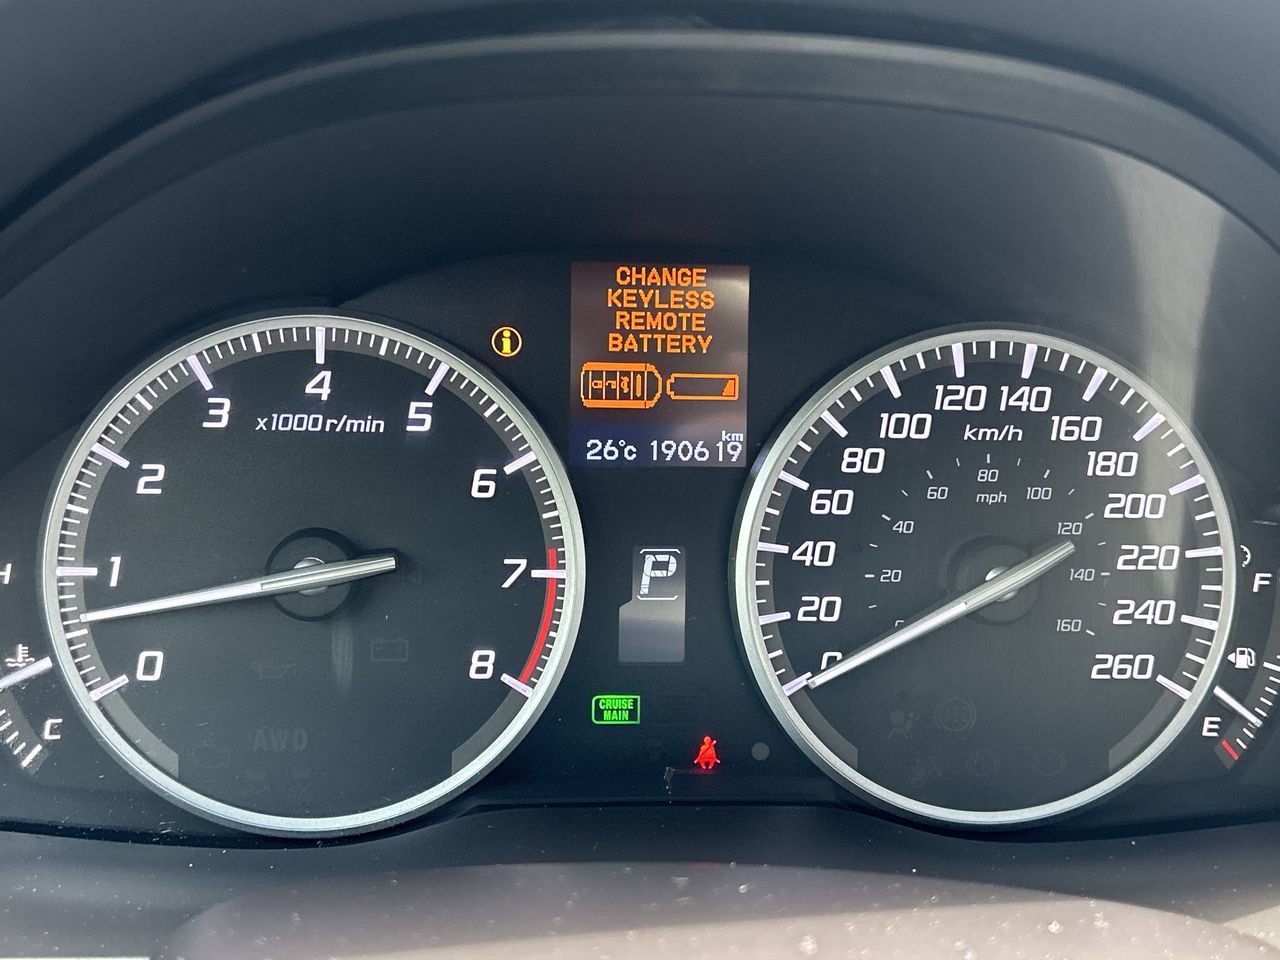 CHANGE
KEYLESS
REMOTE
BATTERY
26°C 190619 km
4
3 5
x1000r/min
2 6
1 7
0 8
AWD
P
CRUISE
MAIN
120 140
100 160
km/h
80 180
60 200
40 220
20 240
0 260
80
60 100
mph
40 120
20 140
160
H
C
F
E